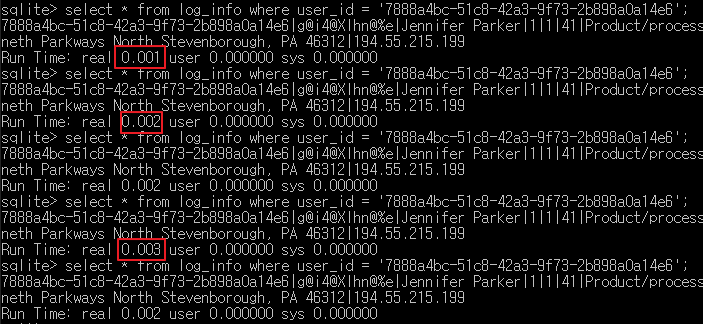 sqlite> select * from log_info where user_id = '7888a4bc-51c8-42a3-9f73-2b898a0a14e6';
7888a4bc-51c8-42a3-9f73-2b898a0a14e6|g@i4@XIhn@%e|Jennifer Parker|1|1|41|Product/process
neth Parkways North Stevenborough, PA 46312|194.55.215.199
Run Time: real 0.001 user 0.000000 sys 0.000000
sqlite> select * from log_info where user_id = '7888a4bc-51c8-42a3-9f73-2b898a0a14e6';
7888a4bc-51c8-42a3-9f73-2b898a0a14e6|g@i4@XIhn@%e|Jennifer Parker|1|1|41|Product/process
neth Parkways North Stevenborough, PA 46312|194.55.215.199
Run Time: real 0.002 user 0.000000 sys 0.000000
sqlite> select * from log_info where user_id = '7888a4bc-51c8-42a3-9f73-2b898a0a14e6';
7888a4bc-51c8-42a3-9f73-2b898a0a14e6|g@i4@XIhn@%e|Jennifer Parker|1|1|41|Product/process
neth Parkways North Stevenborough, PA 46312|194.55.215.199
Run Time: real 0.002 user 0.000000 sys 0.000000
sqlite> select * from log_info where user_id = '7888a4bc-51c8-42a3-9f73-2b898a0a14e6';
7888a4bc-51c8-42a3-9f73-2b898a0a14e6|g@i4@XIhn@%e|Jennifer Parker|1|1|41|Product/process
neth Parkways North Stevenborough, PA 46312|194.55.215.199
Run Time: real 0.003 user 0.000000 sys 0.000000
sqlite> select * from log_info where user_id = '7888a4bc-51c8-42a3-9f73-2b898a0a14e6';
7888a4bc-51c8-42a3-9f73-2b898a0a14e6|g@i4@XIhn@%e|Jennifer Parker|1|1|41|Product/process
neth Parkways North Stevenborough, PA 46312|194.55.215.199
Run Time: real 0.002 user 0.000000 sys 0.000000